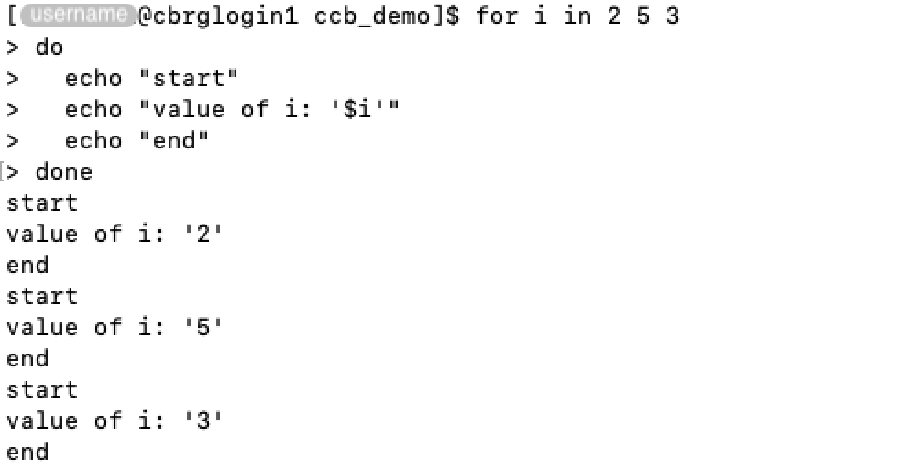 [username@cbrglogin1 ccb_demo]$ for i in 2 5 3
> do
>   echo "start"
>   echo "value of i: '$i'"
>   echo "end"
[> done
start
value of i: '2'
end
start
value of i: '5'
end
start
value of i: '3'
end